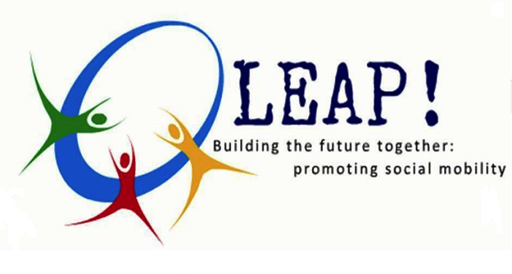 LEAP!
Building the future together:
promoting social mobility